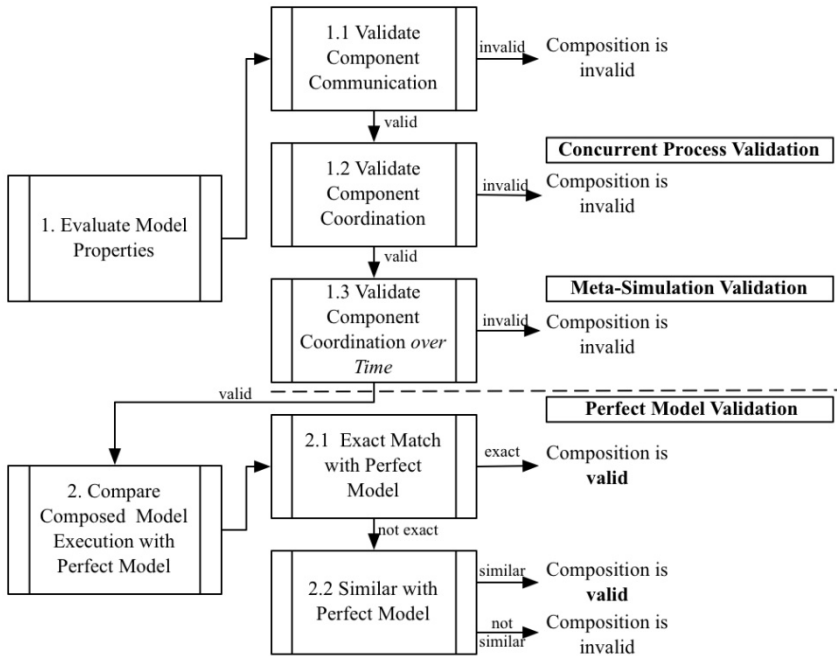 1.1 Validate
Component
Communication
invalid
Composition is
invalid
valid
Concurrent Process Validation
1.2 Validate
Component
Coordination
invalid
Composition is
invalid
1. Evaluate Model
Properties
valid
Meta-Simulation Validation
1.3 Validate
Component
Coordination over
Time
invalid
Composition is
invalid
valid
Perfect Model Validation
2.1 Exact Match
with Perfect
Model
exact
Composition is
valid
2. Compare
Composed Model
Execution with
Perfect Model
not exact
2.2 Similar with
Perfect Model
similar
Composition is
valid
not
similar
Composition is
invalid